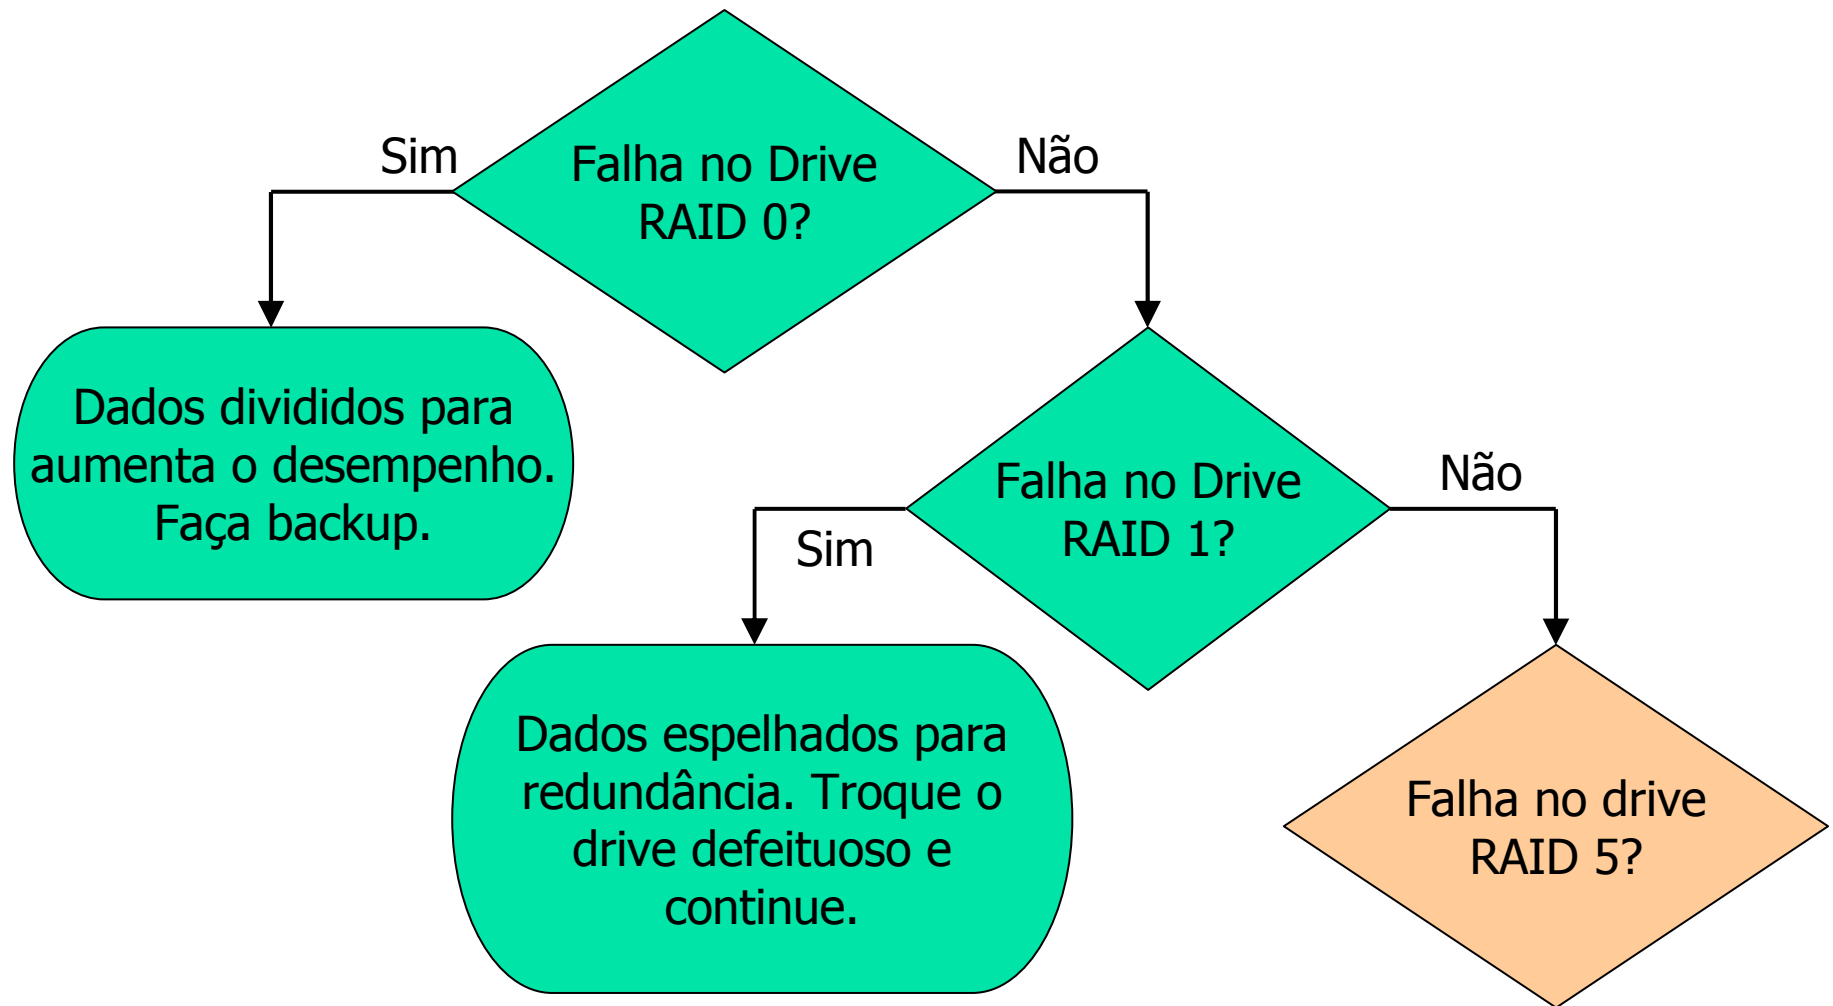 Sim
Falha no Drive
RAID 0?
Não
Dados divididos para
aumenta o desempenho.
Faça backup.
Falha no Drive
RAID 1?
Não
Sim
Dados espelhados para
redundância. Troque o
drive defeituoso e
continue.
Falha no drive
RAID 5?